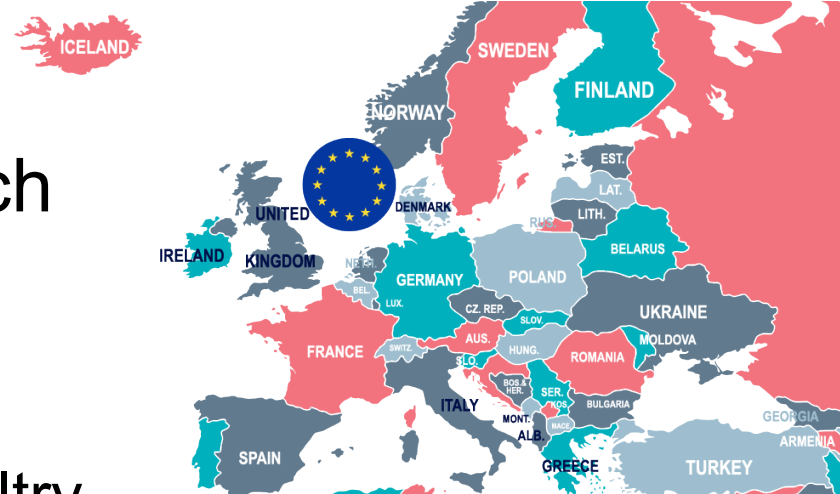 ICELAND
SWEDEN
FINLAND
NORWAY
ch
EST.
LAT.
DENMARK
UNITED
LITH.
RUS.
IRELAND
KINGDOM
BELARUS
NETH.
GERMANY
POLAND
BEL.
LUX.
CZ. REP.
UKRAINE
SLOV.
MOLDOVA
FRANCE
SWITZ.
AUS.
HUNG.
ROMANIA
SLO.
BOS.&
HER.
SER.
ITALY
KOS.
BULGARIA
MONT.
GEORGIA
SPAIN
ALB.
MACE.
ARMENIA
GREECE
TURKEY
ltry